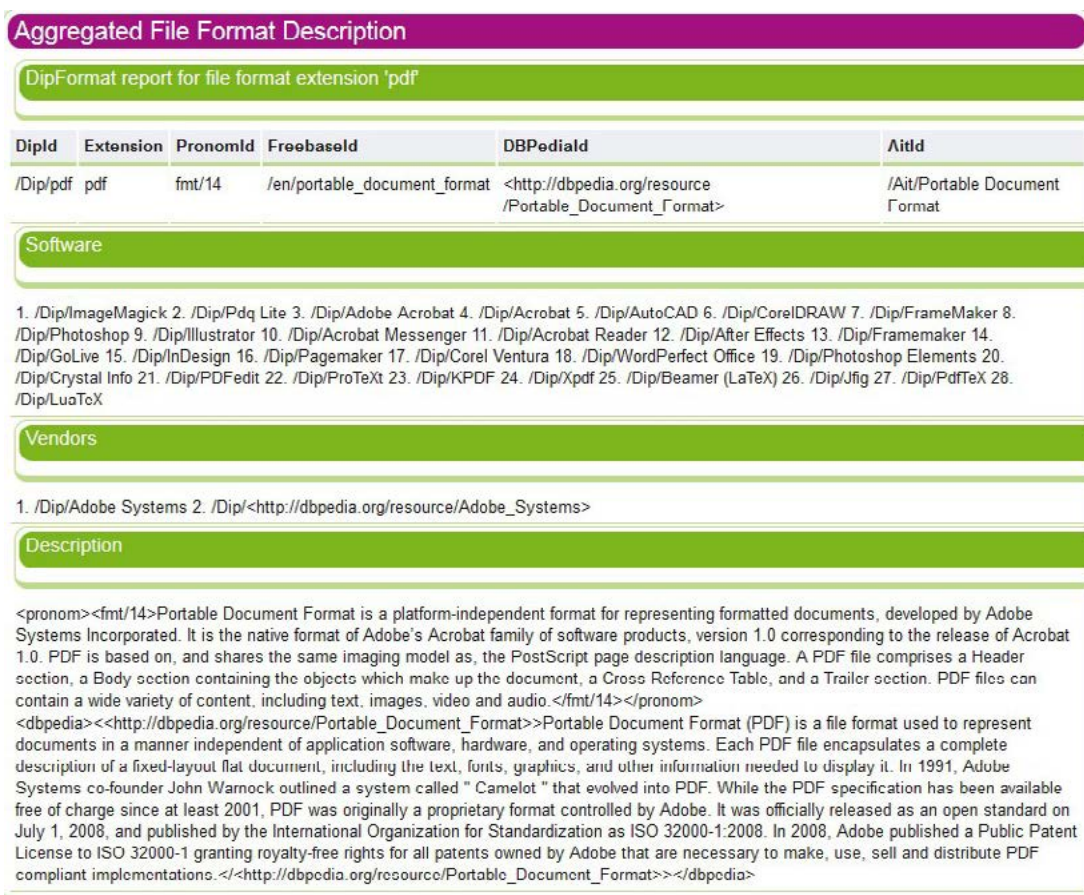 Aggregated File Format Description
DipFormat report for file format extension 'pdf'
DipId Extension PronomId FreebaseId DBPediaId AitId
/Dip/pdf pdf fmt/14 /en/portable_document_format <http://dbpedia.org/resource /Ait/Portable Document
/Portable_Document_Format> Format
Software
1. /Dip/ImageMagick 2. /Dip/Pdq Lite 3. /Dip/Adobe Acrobat 4. /Dip/Acrobat 5. /Dip/AutoCAD 6. /Dip/CorelDRAW 7. /Dip/FrameMaker 8.
/Dip/Photoshop 9. /Dip/Illustrator 10. /Dip/Acrobat Messenger 11. /Dip/Acrobat Reader 12. /Dip/After Effects 13. /Dip/Framemaker 14.
/Dip/GoLive 15. /Dip/InDesign 16. /Dip/Pagemaker 17. /Dip/Corel Ventura 18. /Dip/WordPerfect Office 19. /Dip/Photoshop Elements 20.
/Dip/Crystal Info 21. /Dip/PDFedit 22. /Dip/ProTeXt 23. /Dip/KPDF 24. /Dip/Xpdf 25. /Dip/Beamer (LaTeX) 26. /Dip/Jfig 27. /Dip/PdfTeX 28.
/Dip/LuaTeX
Vendors
1. /Dip/Adobe Systems 2. /Dip/<http://dbpedia.org/resource/Adobe_Systems>
Description
<pronom><fmt/14>Portable Document Format is a platform-independent format for representing formatted documents, developed by Adobe
Systems Incorporated. It is the native format of Adobe's Acrobat family of software products, version 1.0 corresponding to the release of Acrobat
1.0. PDF is based on, and shares the same imaging model as, the PostScript page description language. A PDF file comprises a Header
section, a Body section containing the objects which make up the document, a Cross Reference Table, and a Trailer section. PDF files can
contain a wide variety of content, including text, images, video and audio.</fmt/14></pronom>
<dbpedia><<http://dbpedia.org/resource/Portable_Document_Format>>Portable Document Format (PDF) is a file format used to represent
documents in a manner independent of application software, hardware, and operating systems. Each PDF file encapsulates a complete
description of a fixed-layout flat document, including the text, fonts, graphics, and other information needed to display it. In 1991, Adobe
Systems co-founder John Warnock outlined a system called " Camelot " that evolved into PDF. While the PDF specification has been available
free of charge since at least 2001, PDF was originally a proprietary format controlled by Adobe. It was officially released as an open standard on
July 1, 2008, and published by the International Organization for Standardization as ISO 32000-1:2008. In 2008, Adobe published a Public Patent
License to ISO 32000-1 granting royalty-free rights for all patents owned by Adobe that are necessary to make, use, sell and distribute PDF
compliant implementations.</<http://dbpedia.org/resource/Portable_Document_Format>></dbpedia>